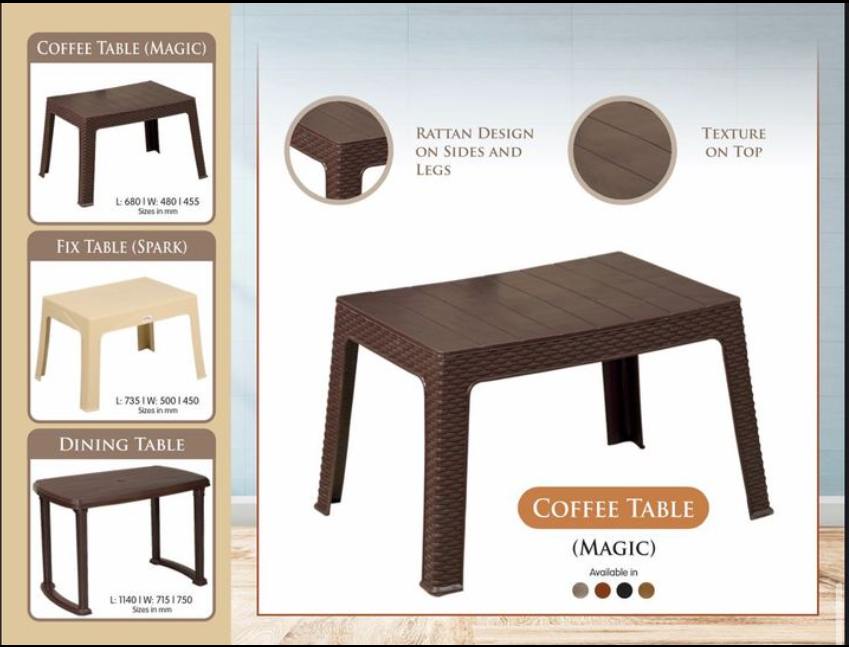 COFFEE TABLE (MAGIC)
L: 680 | W: 480 | 455
Sizes in mm
FIX TABLE (SPARK)
L: 735 | W: 500 | 450
Sizes in mm
DINING TABLE
L: 1140 | W: 715 | 750
Sizes in mm
RATTAN DESIGN
ON SIDES AND
LEGS
TEXTURE
ON TOP
COFFEE TABLE
(MAGIC)
Available in